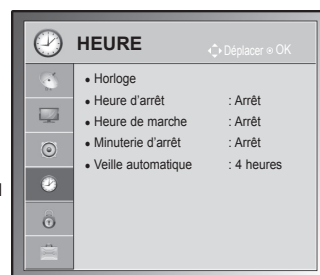 HEURE
Déplacer OK
• Horloge
• Heure d'arrêt : Arrêt
• Heure de marche : Arrêt
• Minuterie d'arrêt : Arrêt
• Veille automatique : 4 heures